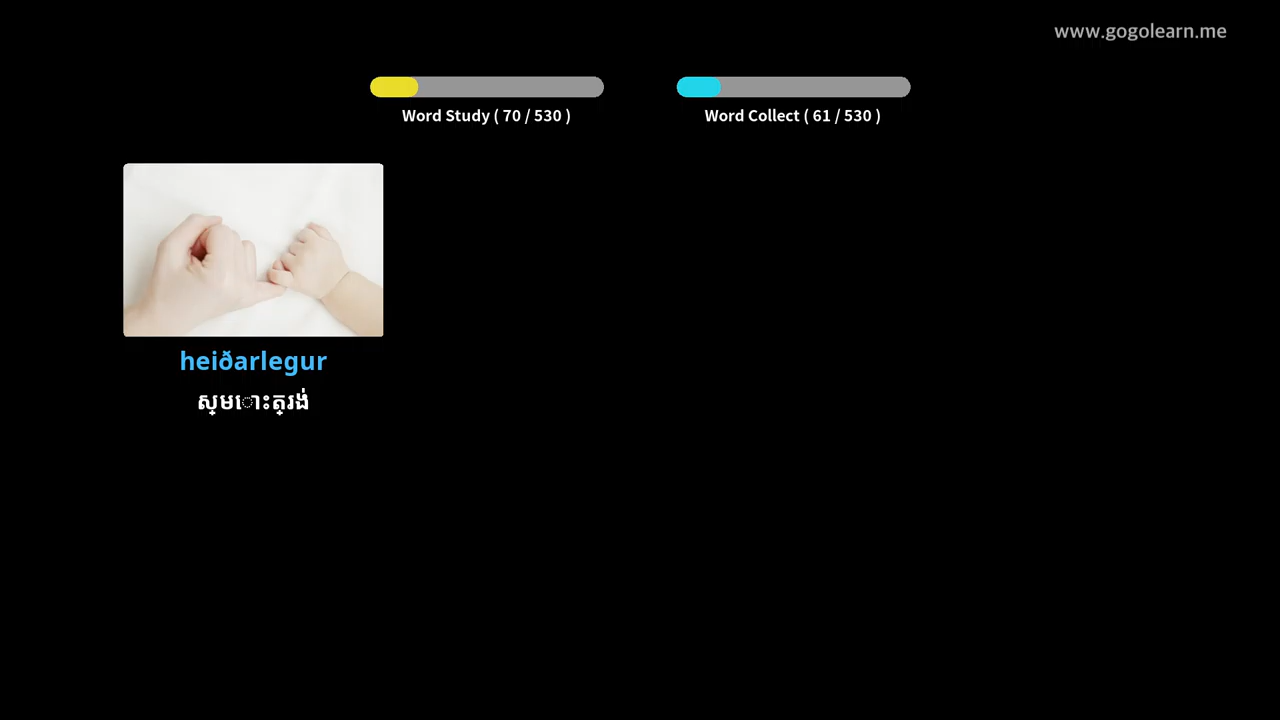 www.gogolearn.me
Word Study ( 70 / 530 )
Word Collect ( 61 / 530 )
heiðarlegur
ស្មោះត្រង់